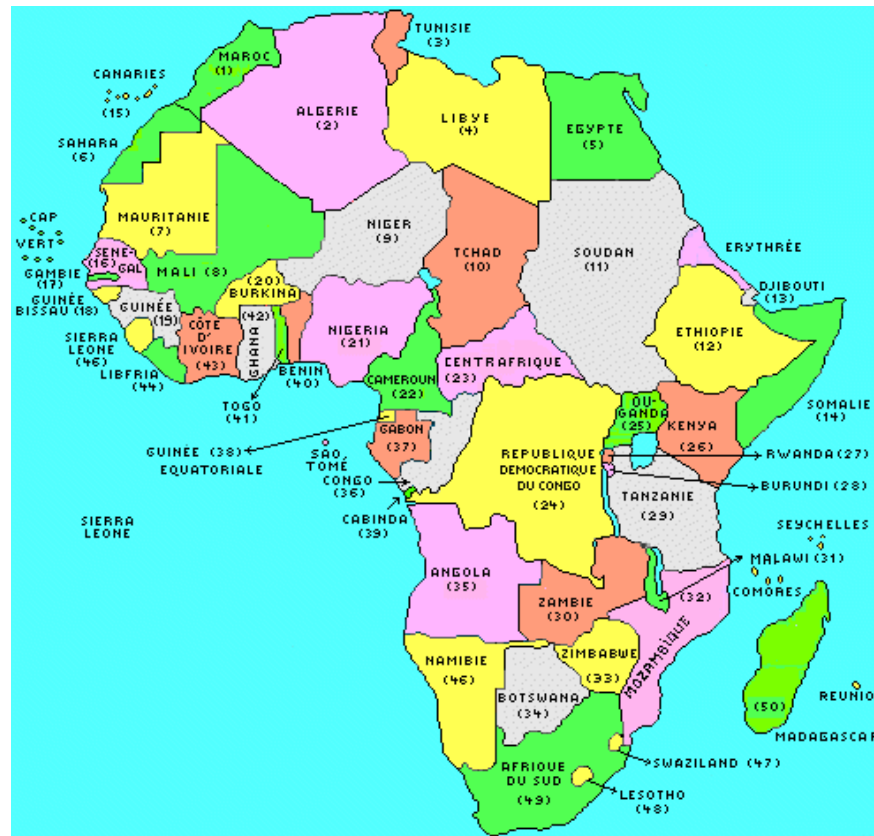 TUNISIE
(3)
MAROC
(1)
CANARIES
(15)
ALGERIE
(2)
LIBYE
(4)
EGYPTE
(5)
SAHARA
(6)
MAURITANIE
(7)
CAP
VERT
NIGER
(9)
TCHAD
(10)
SOUDAN
(11)
ERYTHRÉE
SENE-
(16) GAL
GAMBIE
(17)
MALI (8)
(20)
BURKINA
DJIBOUTI
(13)
GUINÉE
BISSAU (18)
GUINÉE
(19)
CÔTE
D'
IVOIRE
(43)
(42)
GHANA
NIGERIA
(21)
ETHIOPIE
(12)
SIERRA
LEONE
(46)
LIBFRIA
(44)
BENIN
(40)
TOGO
(41)
CAMEROUN
(22)
CENTRAFRIQUE
(23)
OU-
GANDA
(25)
KENYA
(26)
SOMALIE
(14)
GUINÉE (38)
EQUATORIALE
SAO,
TOMÉ
GABON
(37)
CONGO
(36)
CABINDA
(39)
REPUBLIQUE
DEMOCRATIQUE
DU CONGO
(24)
RWANDA (27)
BURUNDI (28)
TANZANIE
(29)
SIERRA
LEONE
SEYCHELLES
MALAWI (31)
COMORES
ANGOLA
(35)
ZAMBIE
(30)
(32)
MOZAMBIQUE
NAMIBIE
(46)
ZIMBABWE
(33)
BOTSWANA
(34)
(50)
REUNION
MADAGASCAR
AFRIQUE
DU SUD
(49)
SWAZILAND (47)
LESOTHO
(48)